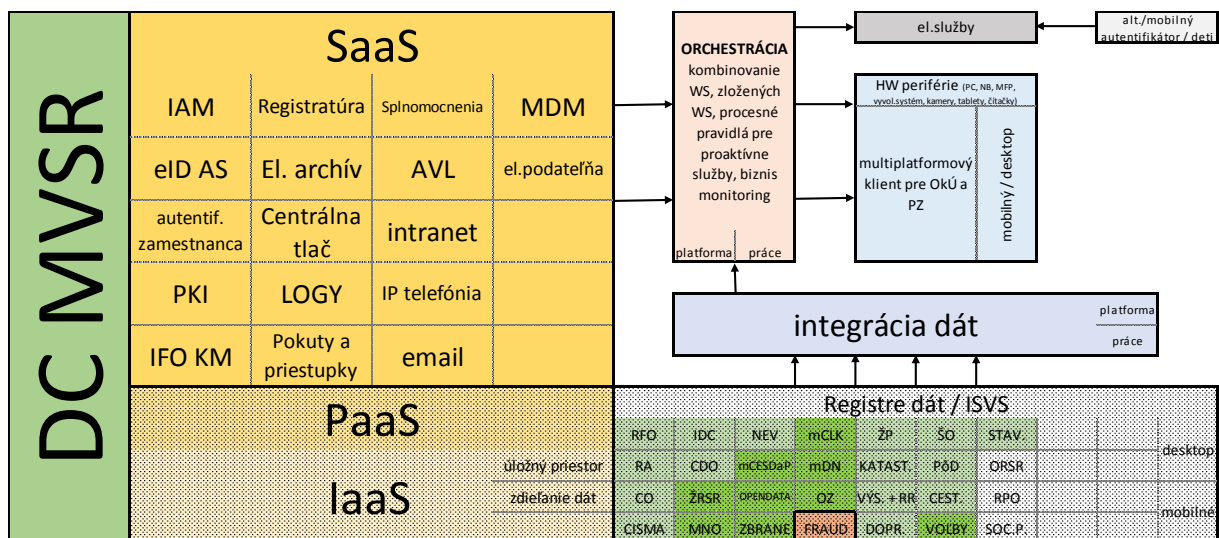 DC MVSR
SaaS
IAM
Registratúra
Splnomocnenia
MDM
eID AS
El. archív
AVL
el.podateľňa
autentif.
zamestnanca
Centrálna
tlač
intranet
PKI
LOGY
IP telefónia
IFO KM
Pokuty a
priestupky
email
PaaS
IaaS
úložný priestor
zdieľanie dát
ORCHESTRÁCIA
kombinovanie
WS, zložených
WS, procesné
pravidlá pre
proaktívne
služby, biznis
monitoring
platforma
práce
el.služby
alt./mobilný
autentifikátor / deti
HW periférie (PC, NB, MFP,
vyvol.systém, kamery, tablety, čítačky)
multiplatformový
klient pre OkÚ a
PZ
mobilný / desktop
integrácia dát
platforma
práce
Registre dát / ISVS
RFO IDC NEV mCLK ŽP ŠO STAV.
desktop
RA CDO mCESDaP mDN KATAST. PôD ORSR
CO ŽRSR OPENDATA OZ VÝS. + RR CEST. RPO
mobilné
CISMA MNO ZBRANE FRAUD DOPR. VOĽBY SOC.P.